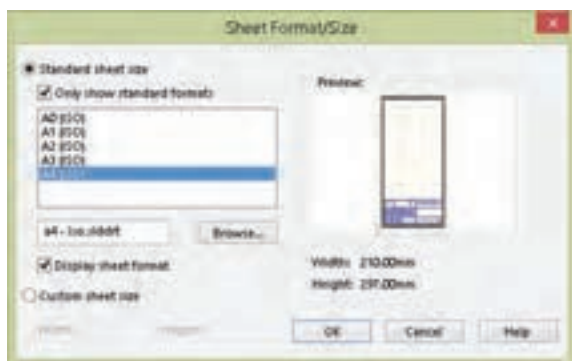 Sheet Format/Size
Standard sheet size
Only show standard formats
A0 (ISO)
A1 (ISO)
A2 (ISO)
A3 (ISO)
A4 (ISO)
a4 - iso.slddrt
Browse...
Display sheet format
Custom sheet size
Preview:
Width: 210.00mm
Height: 297.00mm
OK
Cancel
Help